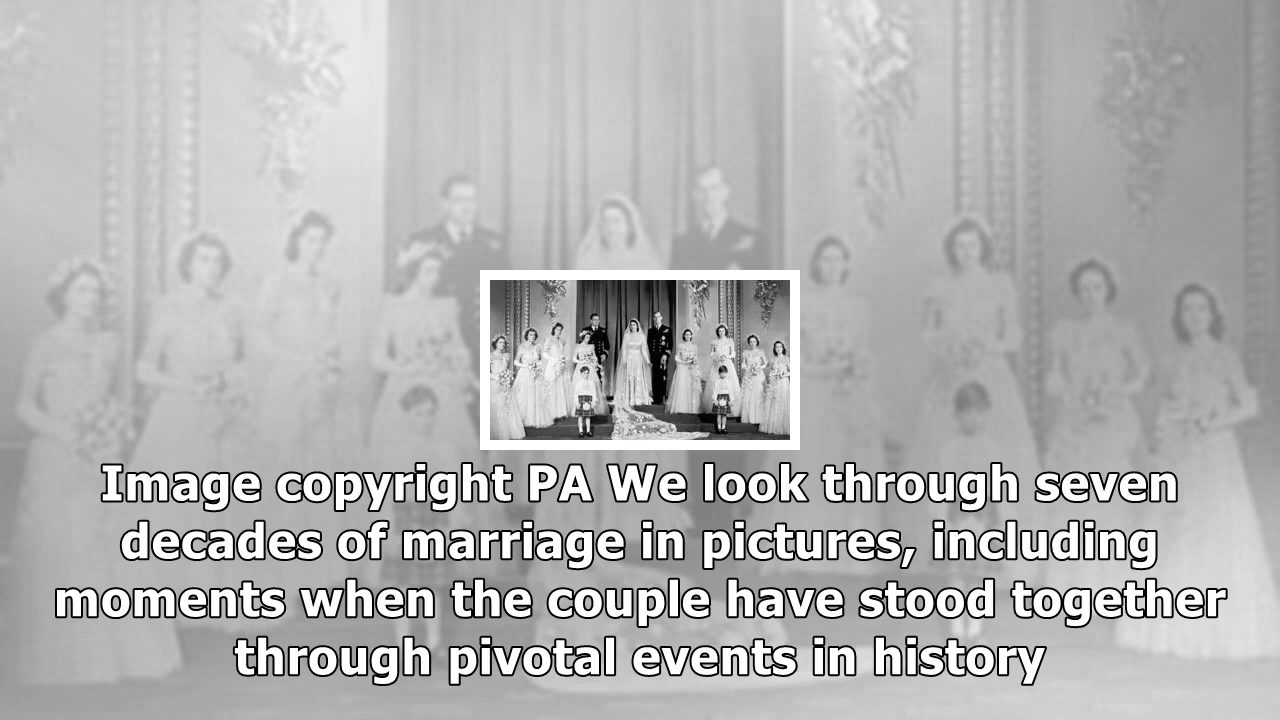 Image copyright PA We look through seven
decades of marriage in pictures, including
moments when the couple have stood together
through pivotal events in history